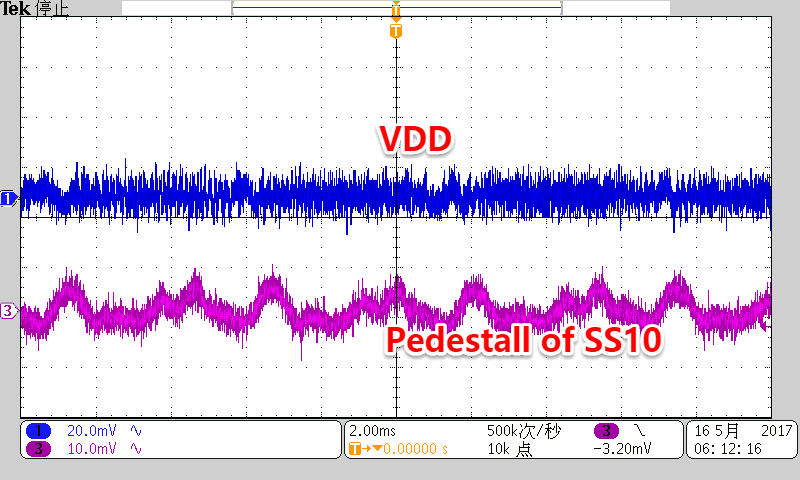 Tek 停止
T
T
VDD
1
3
Pedestall of SS10
1 20.0mV 2.00ms 500k次/秒 3 16 5月 2017
3 10.0mV T→▼0.00000 s 10k 点 -3.20mV 06:12:16